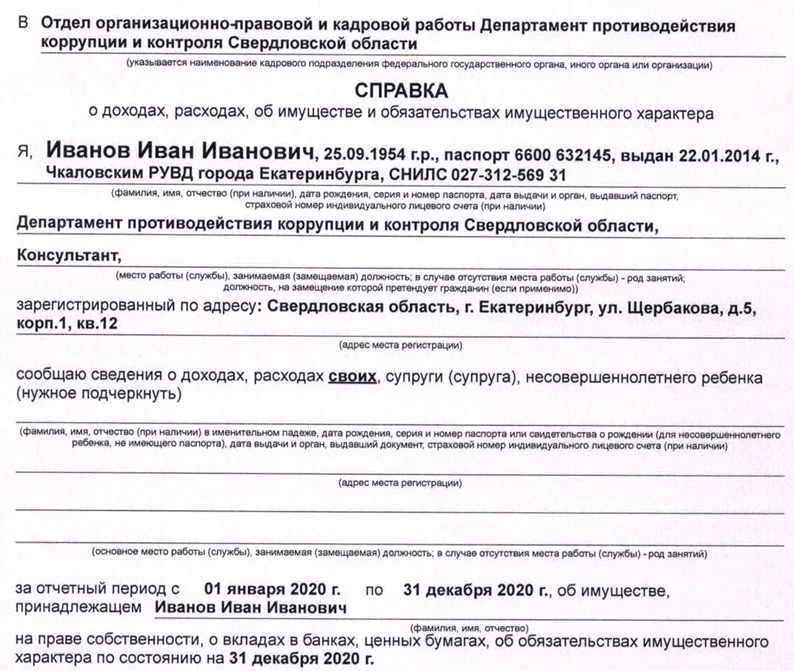 В Отдел организационно-правовой и кадровой работы Департамент противодействия
коррупции и контроля Свердловской области
(указывается наименование кадрового подразделения федерального государственного органа, иного органа или организации)
СПРАВКА
о доходах, расходах, об имуществе и обязательствах имущественного характера
Я, Иванов Иван Иванович, 25.09.1954 г.р., паспорт 6600 632145, выдан 22.01.2014 г.,
Чкаловским РУВД города Екатеринбурга, СНИЛС 027-312-569 31
(фамилия, имя, отчество (при наличии), дата рождения, серия и номер паспорта, дата выдачи и орган, выдавший паспорт,
страховой номер индивидуального лицевого счета (при наличии)
Департамент противодействия коррупции и контроля Свердловской области,
Консультант,
(место работы (службы), занимаемая (замещаемая) должность; в случае отсутствия места работы (службы) - род занятий;
должность, на замещение которой претендует гражданин (если применимо))
зарегистрированный по адресу: Свердловская область, г. Екатеринбург, ул. Щербакова, д.5,
корп.1, кв.12
(адрес места регистрации)
сообщаю сведения о доходах, расходах своих, супруги (супруга), несовершеннолетнего ребенка
(нужное подчеркнуть)
(фамилия, имя, отчество (при наличии) в именительном падеже, дата рождения, серия и номер паспорта или свидетельства о рождении (для несовершеннолетнего
ребенка, не имеющего паспорта), дата выдачи и орган, выдавший документ, страховой номер индивидуального лицевого счета (при наличии)
(адрес места регистрации)
(основное место работы (службы), занимаемая (замещаемая) должность; в случае отсутствия места работы (службы) - род занятий)
за отчетный период с 01 января 2020 г. по 31 декабря 2020 г., об имуществе,
принадлежащем Иванов Иван Иванович
(фамилия, имя, отчество)
на праве собственности, о вкладах в банках, ценных бумагах, об обязательствах имущественного
характера по состоянию на 31 декабря 2020 г.